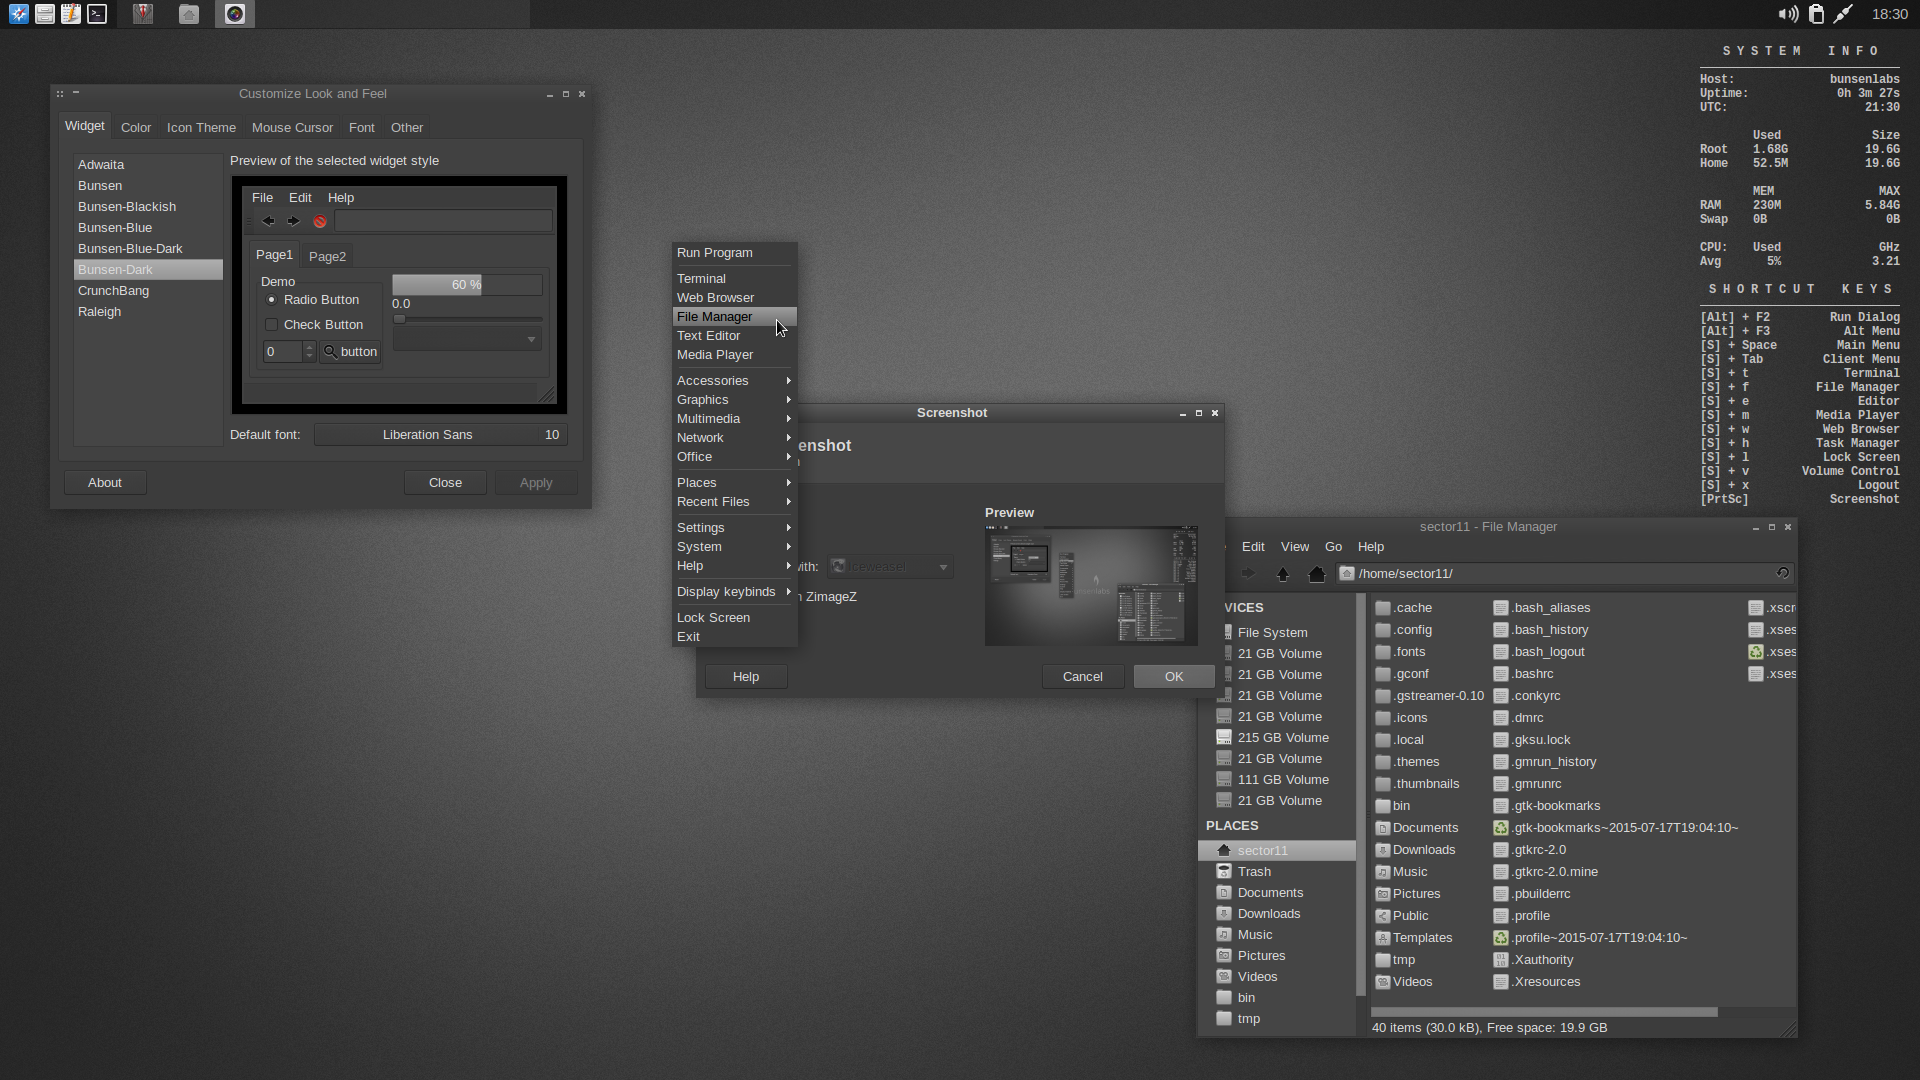 18:30
SYSTEM INFO
Host: bunsenlabs
Uptime: 0h 3m 27s
UTC: 21:30
Used Size
Root 1.68G 19.6G
Home 52.5M 19.6G
MEM MAX
RAM 230M 5.84G
Swap 0B 0B
CPU: Used GHz
Avg 5% 3.21
SHORTCUT KEYS
[Alt] + F2 Run Dialog
[Alt] + F3 Alt Menu
[S] + Space Main Menu
[S] + Tab Client Menu
[S] + t Terminal
[S] + f File Manager
[S] + e Editor
[S] + m Media Player
[S] + w Web Browser
[S] + h Task Manager
[S] + l Lock Screen
[S] + v Volume Control
[S] + x Logout
[PrtSc] Screenshot
Customize Look and Feel
Widget Color Icon Theme Mouse Cursor Font Other
Adwaita
Bunsen
Bunsen-Blackish
Bunsen-Blue
Bunsen-Blue-Dark
Bunsen-Dark
CrunchBang
Raleigh
Preview of the selected widget style
File Edit Help
Page1 Page2
Demo
Radio Button
Check Button
0 button
60 %
0.0
Default font: Liberation Sans 10
About Close Apply
Run Program
Terminal
Web Browser
File Manager
Text Editor
Media Player
Accessories
Graphics
Multimedia
Network
Office
Places
Recent Files
Settings
System
Help
Display keybinds
Lock Screen
Exit
Screenshot
enshot
Preview
ith: Iceweasel
n ZimageZ
Help Cancel OK
sector11 - File Manager
Edit View Go Help
/home/sector11/
VICES
File System
21 GB Volume
21 GB Volume
21 GB Volume
21 GB Volume
215 GB Volume
21 GB Volume
111 GB Volume
21 GB Volume
PLACES
sector11
Trash
Documents
Downloads
Music
Pictures
Videos
bin
tmp
.cache
.config
.fonts
.gconf
.gstreamer-0.10
.icons
.local
.themes
.thumbnails
bin
Documents
Downloads
Music
Pictures
Public
Templates
tmp
Videos
.bash_aliases
.bash_history
.bash_logout
.bashrc
.conkyrc
.dmrc
.gksu.lock
.gmrun_history
.gmrunrc
.gtk-bookmarks
.gtk-bookmarks~2015-07-17T19:04:10~
.gtkrc-2.0
.gtkrc-2.0.mine
.pbuilderrc
.profile
.profile~2015-07-17T19:04:10~
.Xauthority
.Xresources
.xscr
.xses
.xses
.xses
40 items (30.0 kB), Free space: 19.9 GB